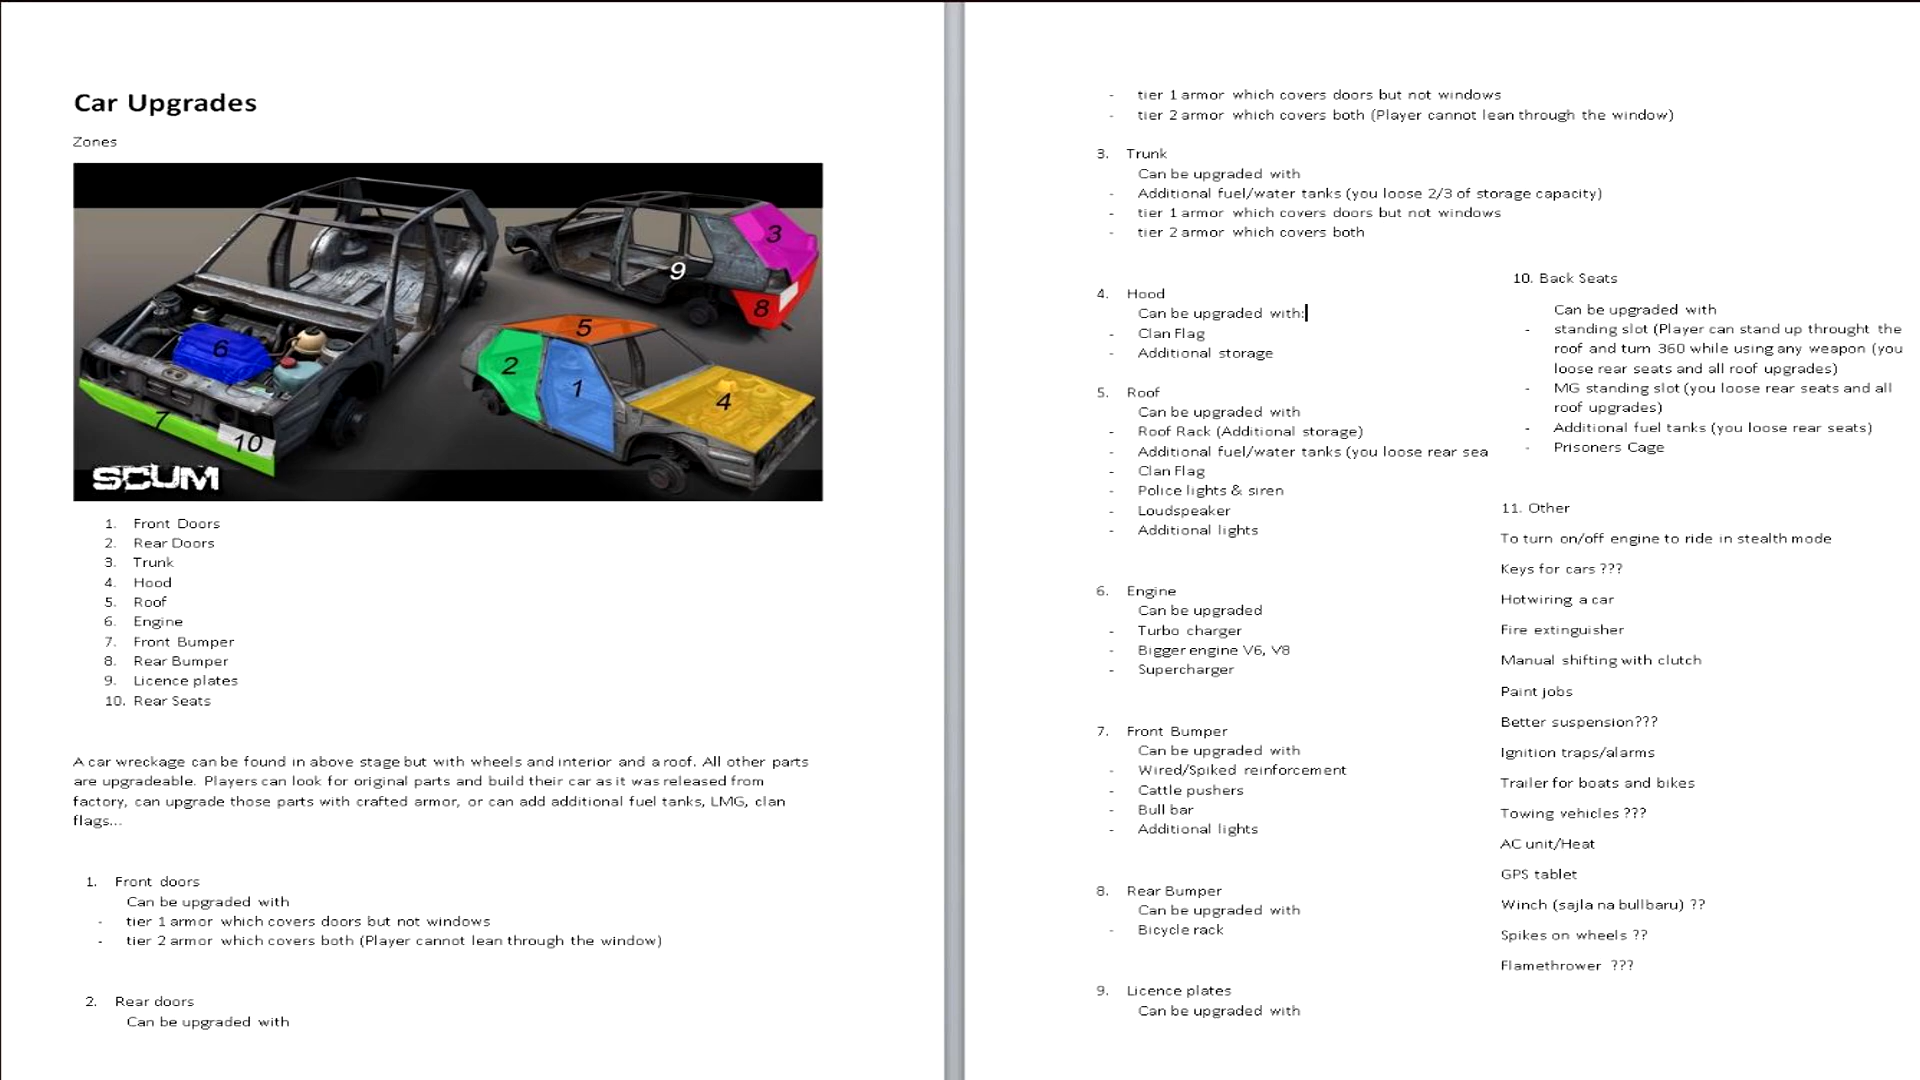 Car Upgrades
Zones
3
9
8
5
2
1
4
6
7
10
SCUM
1. Front Doors
2. Rear Doors
3. Trunk
4. Hood
5. Roof
6. Engine
7. Front Bumper
8. Rear Bumper
9. Licence plates
10. Rear Seats
A car wreckage can be found in above stage but with wheels and interior and a roof. All other parts
are upgradeable. Players can look for original parts and build their car as it was released from
factory, can upgrade those parts with crafted armor, or can add additional fuel tanks, LMG, clan
flags...
1. Front doors
Can be upgraded with
- tier 1 armor which covers doors but not windows
- tier 2 armor which covers both (Player cannot lean through the window)
2. Rear doors
Can be upgraded with
- tier 1 armor which covers doors but not windows
- tier 2 armor which covers both (Player cannot lean through the window)
3. Trunk
Can be upgraded with
- Additional fuel/water tanks (you loose 2/3 of storage capacity)
- tier 1 armor which covers doors but not windows
- tier 2 armor which covers both
4. Hood
Can be upgraded with:
- Clan Flag
- Additional storage
5. Roof
Can be upgraded with
- Roof Rack (Additional storage)
- Additional fuel/water tanks (you loose rear sea
- Clan Flag
- Police lights & siren
- Loudspeaker
- Additional lights
6. Engine
Can be upgraded
- Turbo charger
- Bigger engine V6, V8
- Supercharger
7. Front Bumper
Can be upgraded with
- Wired/Spiked reinforcement
- Cattle pushers
- Bull bar
- Additional lights
8. Rear Bumper
Can be upgraded with
- Bicycle rack
9. Licence plates
Can be upgraded with
10. Back Seats
Can be upgraded with
- standing slot (Player can stand up throught the
roof and turn 360 while using any weapon (you
loose rear seats and all roof upgrades)
- MG standing slot (you loose rear seats and all
roof upgrades)
- Additional fuel tanks (you loose rear seats)
- Prisoners Cage
11. Other
To turn on/off engine to ride in stealth mode
Keys for cars ???
Hotwiring a car
Fire extinguisher
Manual shifting with clutch
Paint jobs
Better suspension???
Ignition traps/alarms
Trailer for boats and bikes
Towing vehicles ???
AC unit/Heat
GPS tablet
Winch (sajla na bullbaru) ??
Spikes on wheels ??
Flamethrower ???